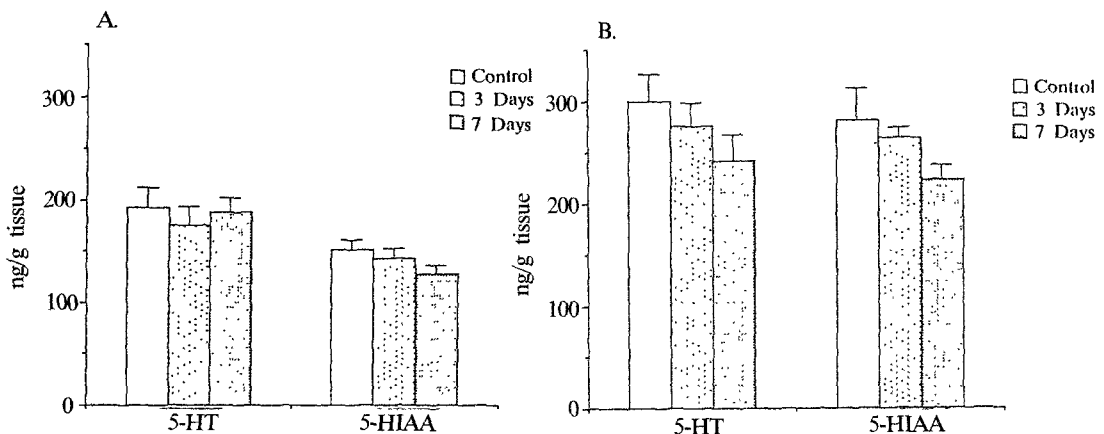 A.
ng/g tissue
300
200
100
0
5-HT
5-HIAA
Control
3 Days
7 Days
B.
ng/g tissue
300
200
100
0
5-HT
5-HIAA
Control
3 Days
7 Days